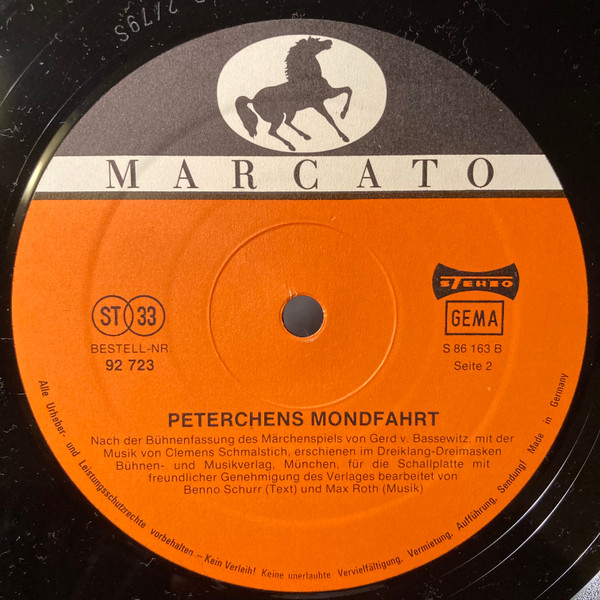 MARCATO
STEREO
ST 33
GEMA
BESTELL-NR.
92 723
S 86 163 B
Seite 2
PETERCHENS MONDFAHRT
Nach der Bühnenfassung des Märchenspiels von Gerd v. Bassewitz, mit der
Musik von Clemens Schmalstich, erschienen im Dreiklang-Dreimasken
Bühnen- und Musikverlag, München, für die Schallplatte mit
freundlicher Genehmigung des Verlages bearbeitet von
Benno Schurr (Text) und Max Roth (Musik)
Alle Urheber- und Leistungsschutzrechte vorbehalten – Kein Verleih! Keine unerlaubte Vervielfältigung, Vermietung, Aufführung, Sendung! Made in Germany